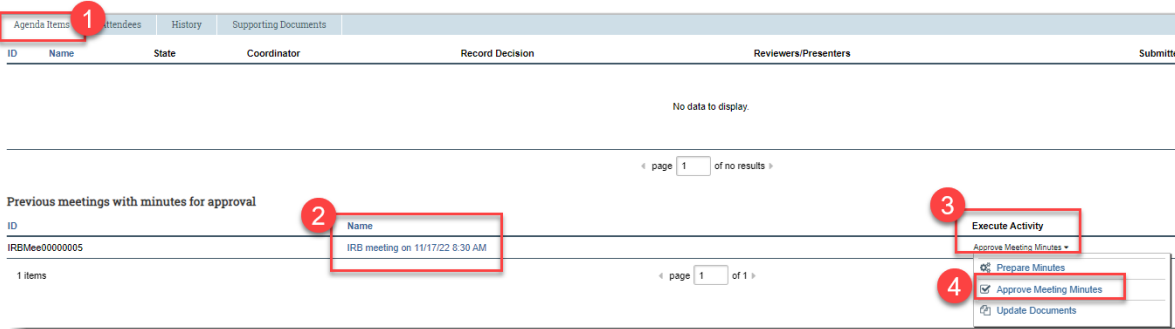 Agenda Items 1 Attendees History Supporting Documents
ID Name State Coordinator Record Decision Reviewers/Presenters Submitte
No data to display.
page 1 of no results
Previous meetings with minutes for approval
2 3
ID Name Execute Activity
IRBMee00000005 IRB meeting on 11/17/22 8:30 AM Approve Meeting Minutes
1 items page 1 of 1
Prepare Minutes
4 Approve Meeting Minutes
Update Documents